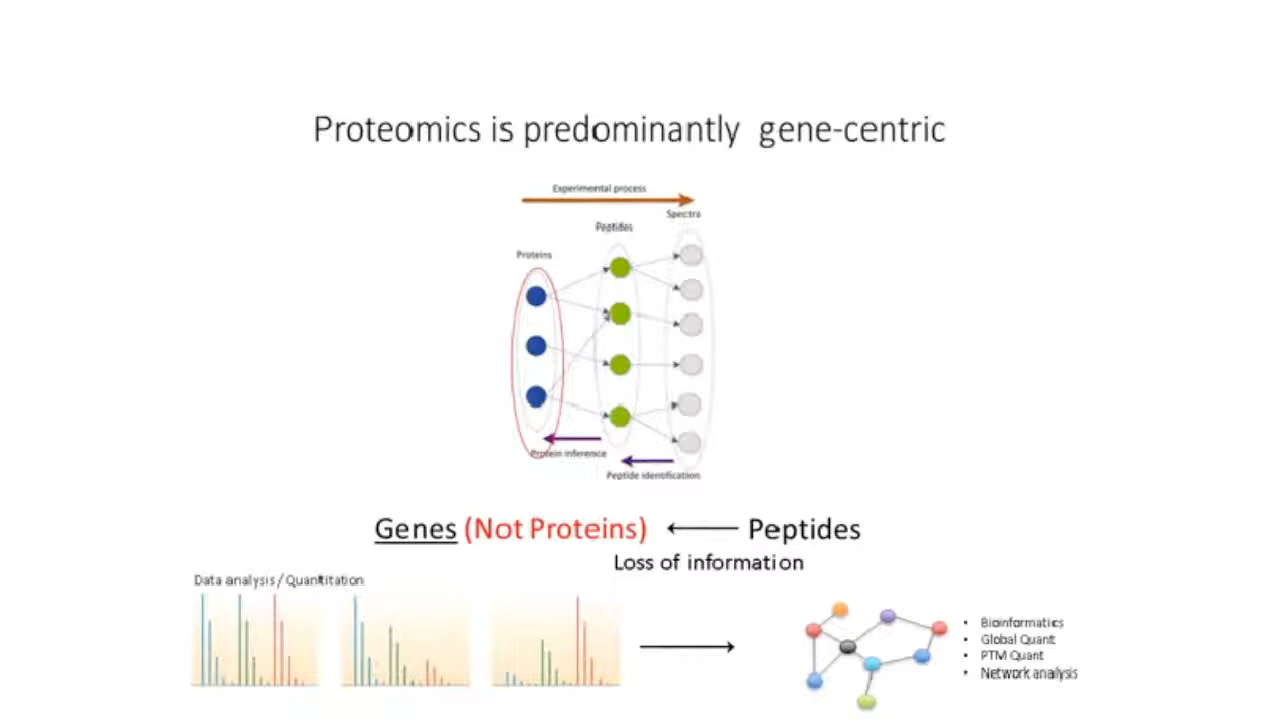 Proteomics is predominantly gene-centric
Experimental process
Spectra
Peptides
Proteins
Protein inference
Peptide identification
Genes (Not Proteins) ← Peptides
Loss of information
Data analysis / Quantitation
• Bioinformatics
• Global Quant
• PTM Quant
• Network analysis